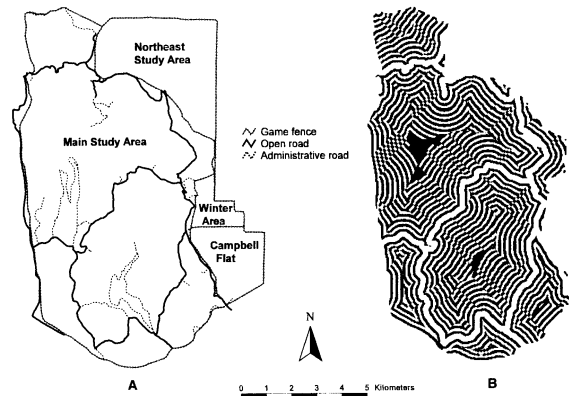 Northeast
Study Area
Main Study Area
Game fence
Open road
Administrative road
Winter
Area
Campbell
Flat
N
A
0 1 2 3 4 5 Kilometers
B